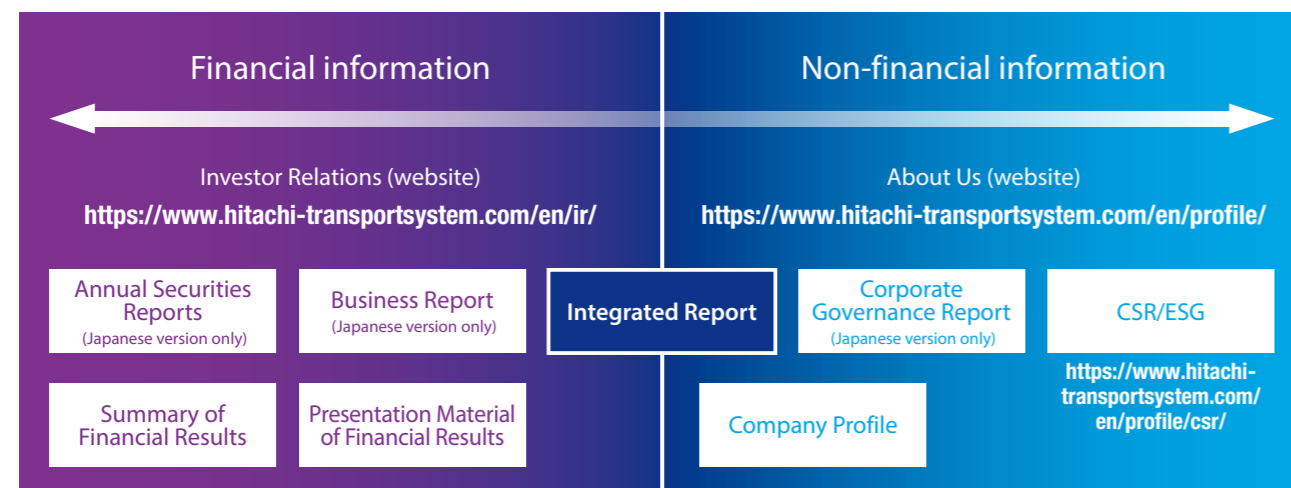 Financial information
Non-financial information
Investor Relations (website)
https://www.hitachi-transportsystem.com/en/ir/
About Us (website)
https://www.hitachi-transportsystem.com/en/profile/
Annual Securities
Reports
(Japanese version only)
Business Report
(Japanese version only)
Integrated Report
Corporate
Governance Report
(Japanese version only)
CSR/ESG
https://www.hitachi-
transportsystem.com/
en/profile/csr/
Summary of
Financial Results
Presentation Material
of Financial Results
Company Profile